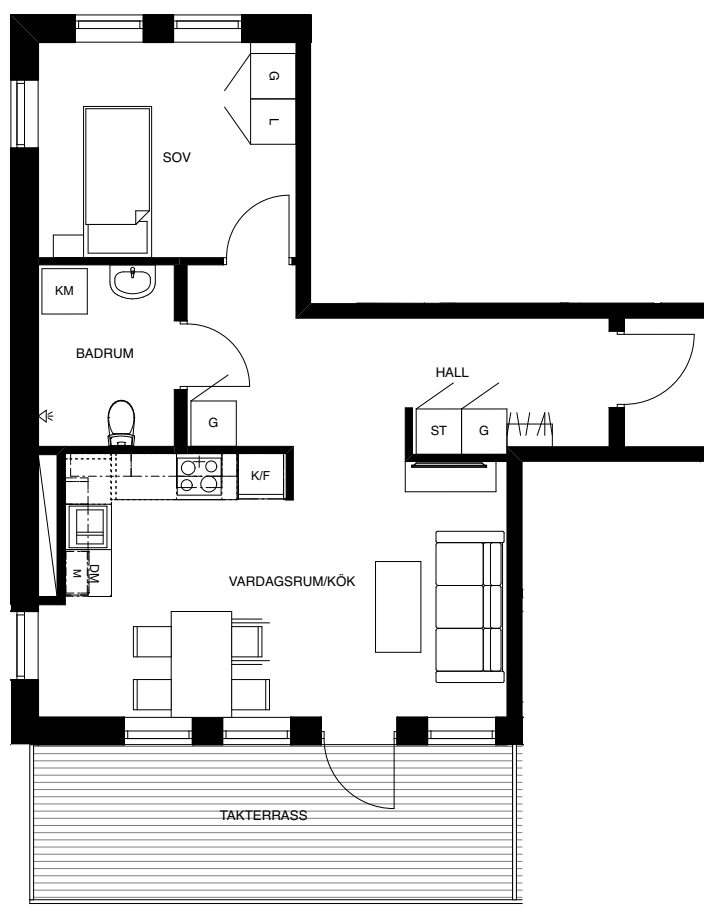 G
L
SOV
KM
BADRUM
HALL
G
ST
G
K/F
DM
M
VARDAGSRUM/KÖK
TAKTERRASS